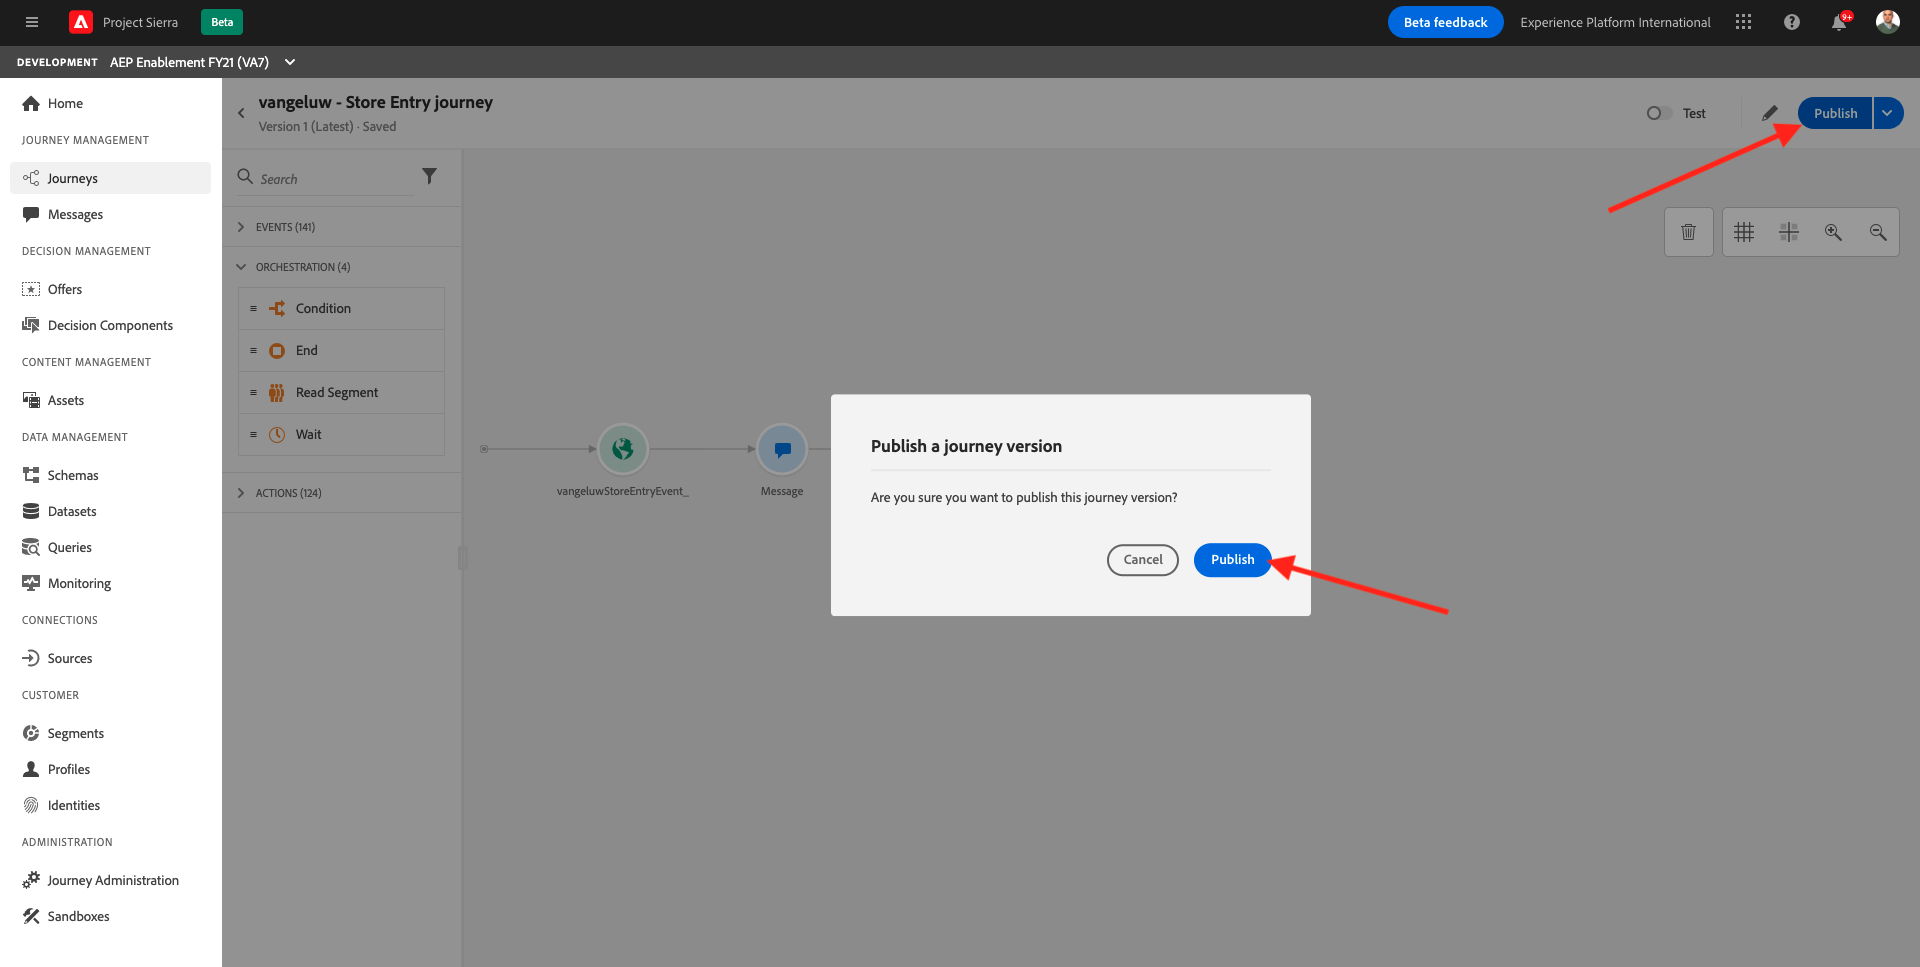 Project Sierra
Beta
Beta feedback
Experience Platform International
9+
DEVELOPMENT AEP Enablement FY21 (VA7)
Home
JOURNEY MANAGEMENT
Journeys
Messages
DECISION MANAGEMENT
Offers
Decision Components
CONTENT MANAGEMENT
Assets
DATA MANAGEMENT
Schemas
Datasets
Queries
Monitoring
CONNECTIONS
Sources
CUSTOMER
Segments
Profiles
Identities
ADMINISTRATION
Journey Administration
Sandboxes
vangeluw - Store Entry journey
Version 1 (Latest) · Saved
Test
Publish
Search
EVENTS (141)
ORCHESTRATION (4)
Condition
End
Read Segment
Wait
ACTIONS (124)
vangeluwStoreEntryEvent_
Message
Publish a journey version
Are you sure you want to publish this journey version?
Cancel
Publish